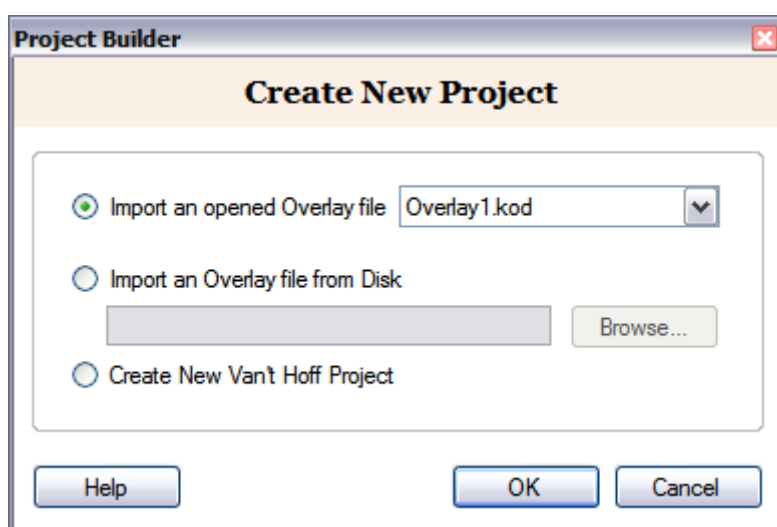 Project Builder
Create New Project
Import an opened Overlay file Overlay1.kod
Import an Overlay file from Disk
Browse...
Create New Van't Hoff Project
Help OK Cancel